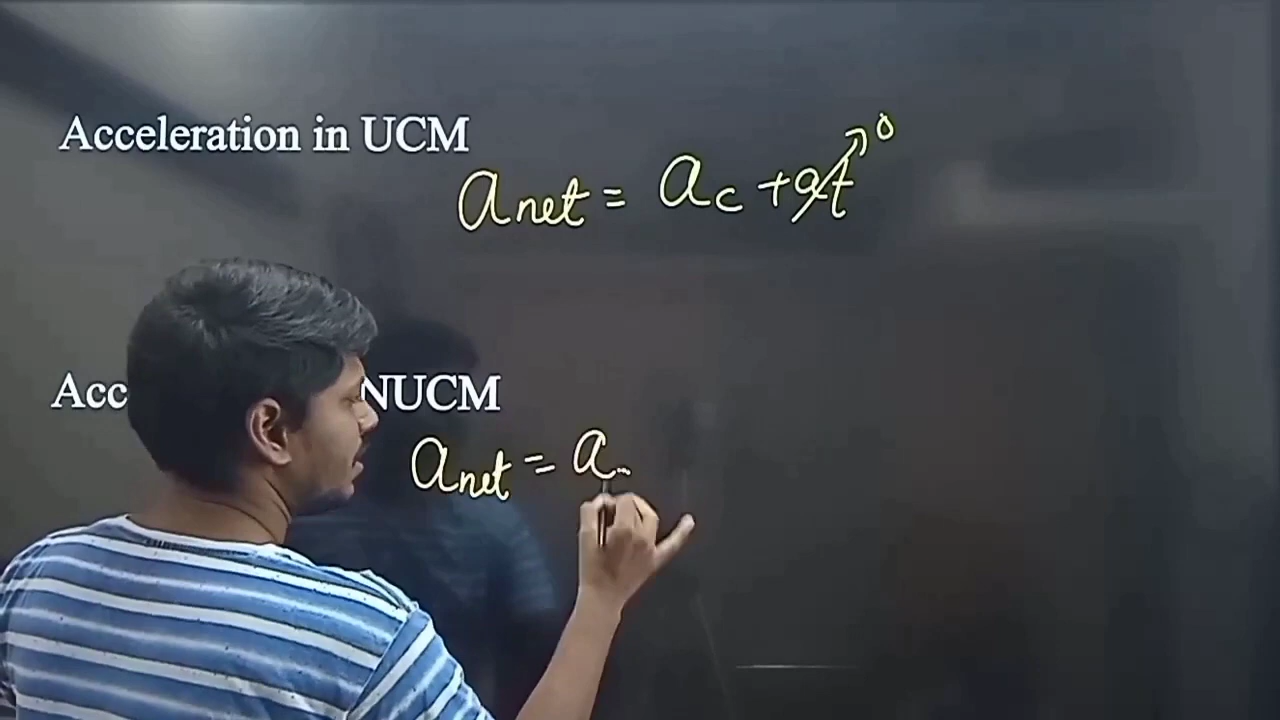 Acceleration in UCM
anet = ac + at → 0
Acc NUCM
anet = a